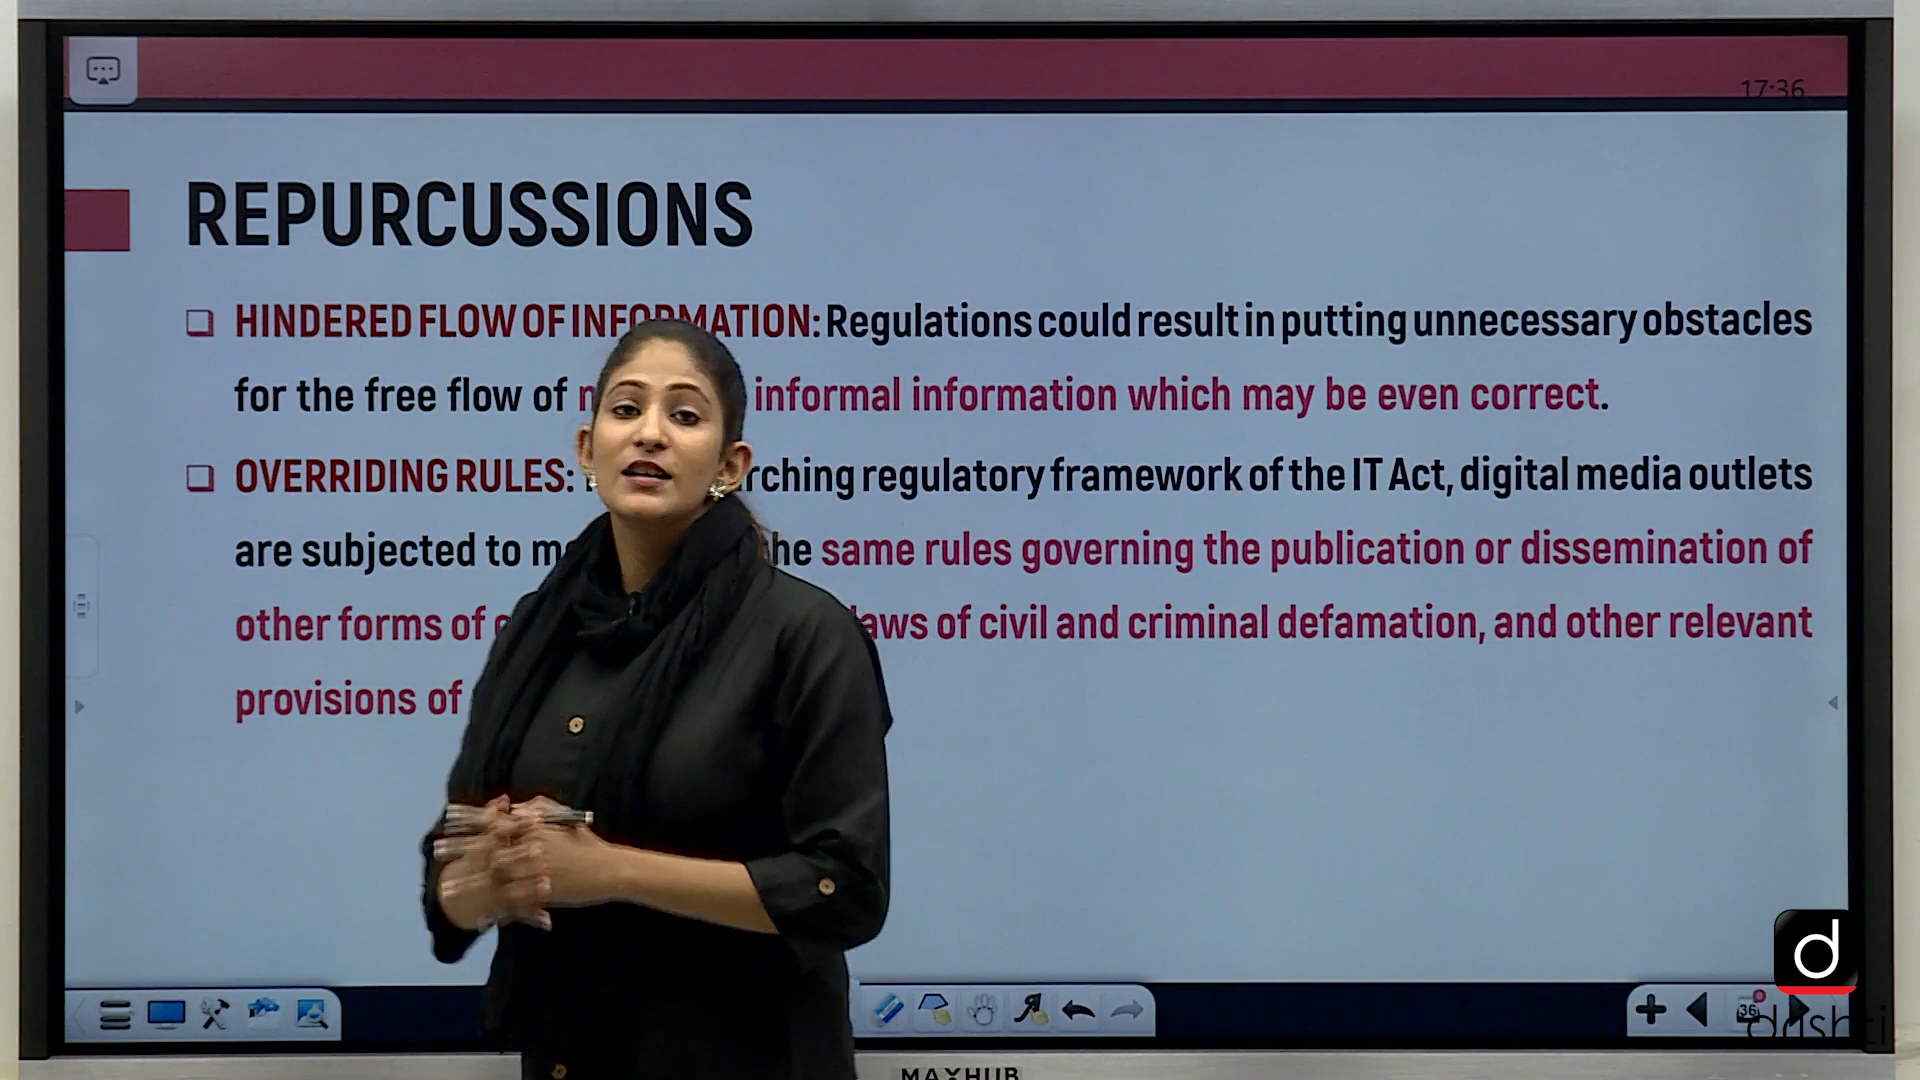 17:36
REPURCUSSIONS
HINDERED FLOW OF INFORMATION: Regulations could result in putting unnecessary obstacles
for the free flow of informal information which may be even correct.
OVERRIDING RULES: regulatory framework of the IT Act, digital media outlets
are subjected to same rules governing the publication or dissemination of
other forms of laws of civil and criminal defamation, and other relevant
provisions of
36
d
drishti
MAXHUB